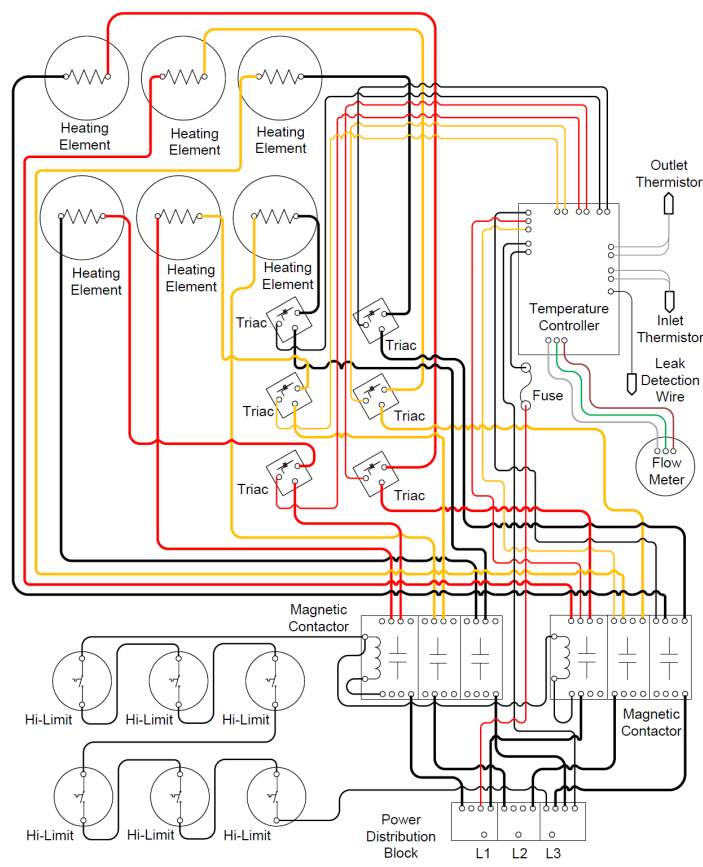 Heating
Element
Heating
Element
Heating
Element
Outlet
Thermistor
Heating
Element
Heating
Element
Heating
Element
Temperature
Controller
Inlet
Thermistor
Triac
Triac
Leak
Detection
Wire
Fuse
Triac
Triac
Flow
Meter
Triac
Triac
Magnetic
Contactor
Hi-Limit
Hi-Limit
Hi-Limit
Magnetic
Contactor
Hi-Limit
Hi-Limit
Hi-Limit
Power
Distribution
Block
L1
L2
L3